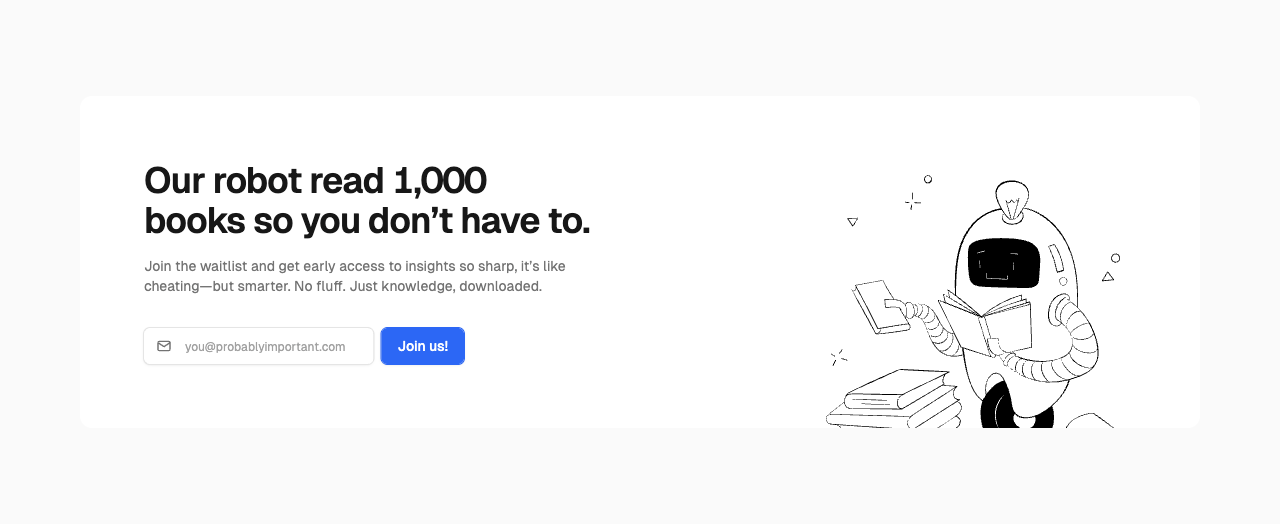 Our robot read 1,000
books so you don’t have to.
Join the waitlist and get early access to insights so sharp, it’s like
cheating—but smarter. No fluff. Just knowledge, downloaded.
you@probablyimportant.com
Join us!